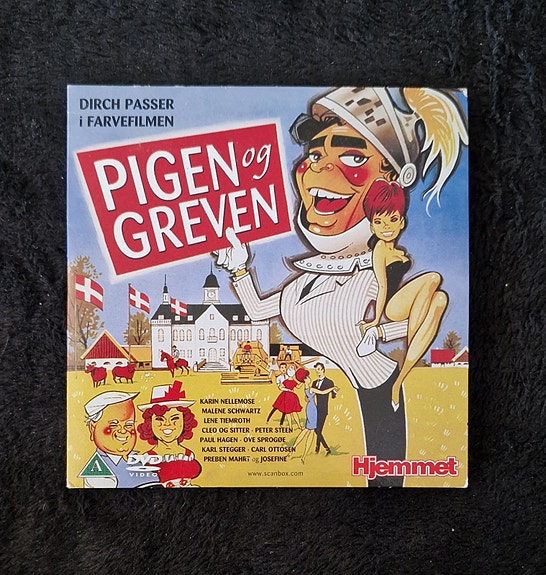 DIRCH PASSER
i FARVEFILMEN
PIGEN og
GREVEN
KARIN NELLEMOSE
MALENE SCHWARTZ
LENE TIEMROTH
CLEO OG SITTER · PETER STEEN
PAUL HAGEN · OVE SPROGØE
KARL STEGGER · CARL OTTOSEN
PREBEN MAHRT og JOSEFINE
A
DVD
VIDEO
www.scanbox.com
Hjemmet